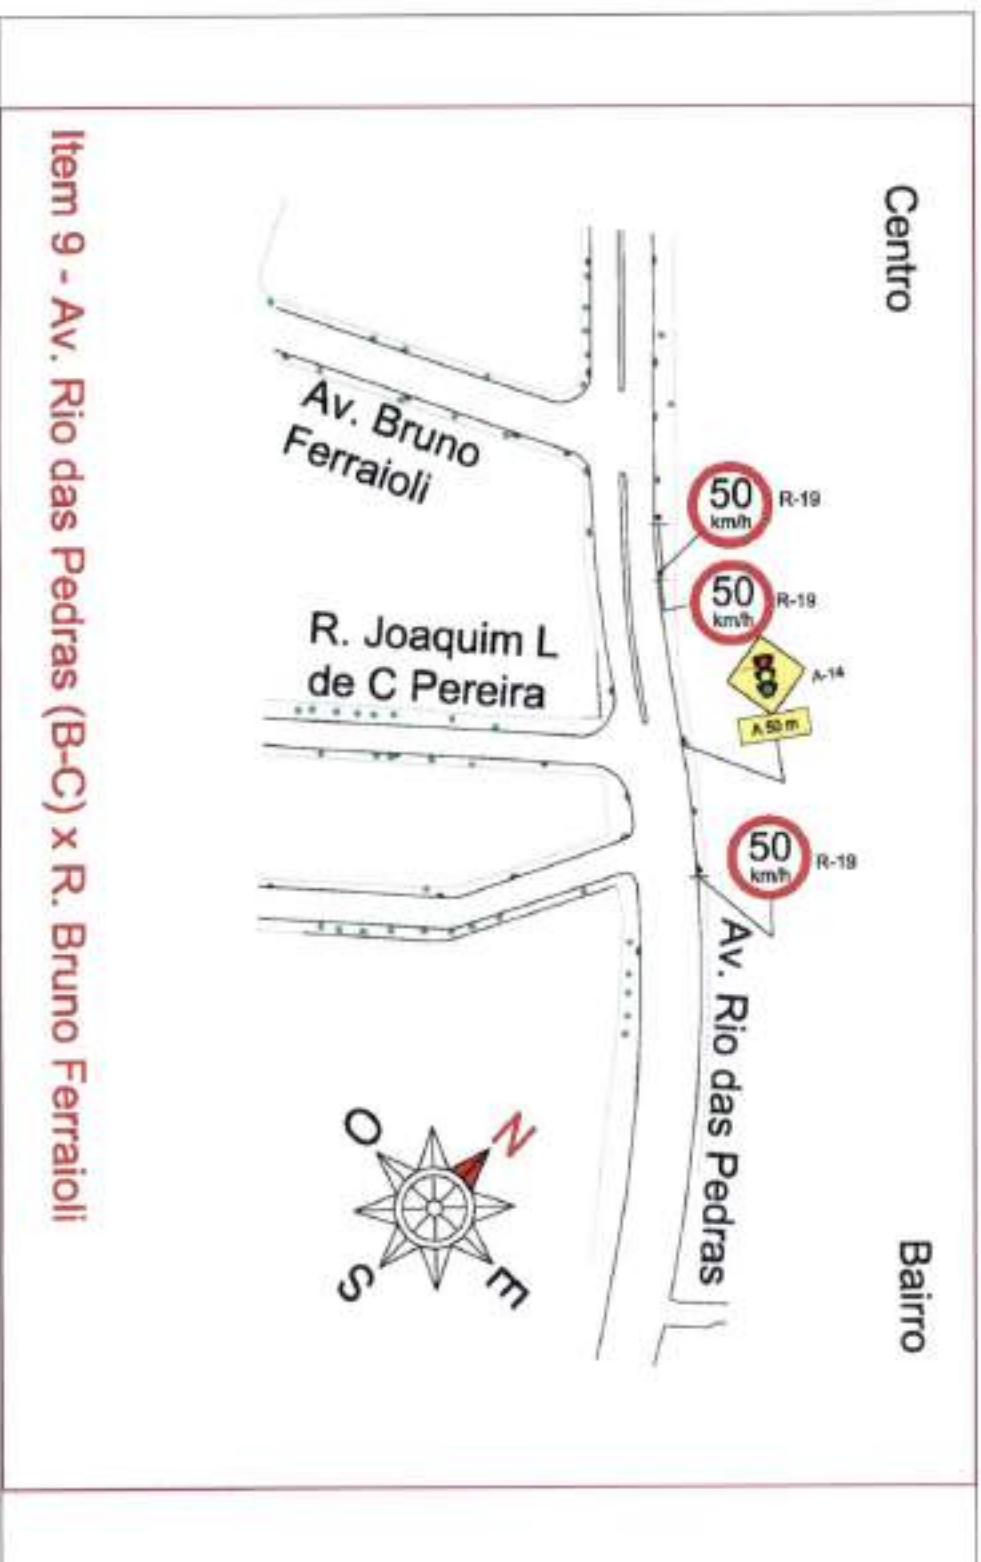 Centro
Bairro
50
km/h
R-19
50
km/h
R-19
A-14
A 50 m
50
km/h
R-19
Av. Rio das Pedras
Av. Bruno
Ferraioli
R. Joaquim L
de C Pereira
N
O
E
S
Item 9 - Av. Rio das Pedras (B-C) x R. Bruno Ferraioli